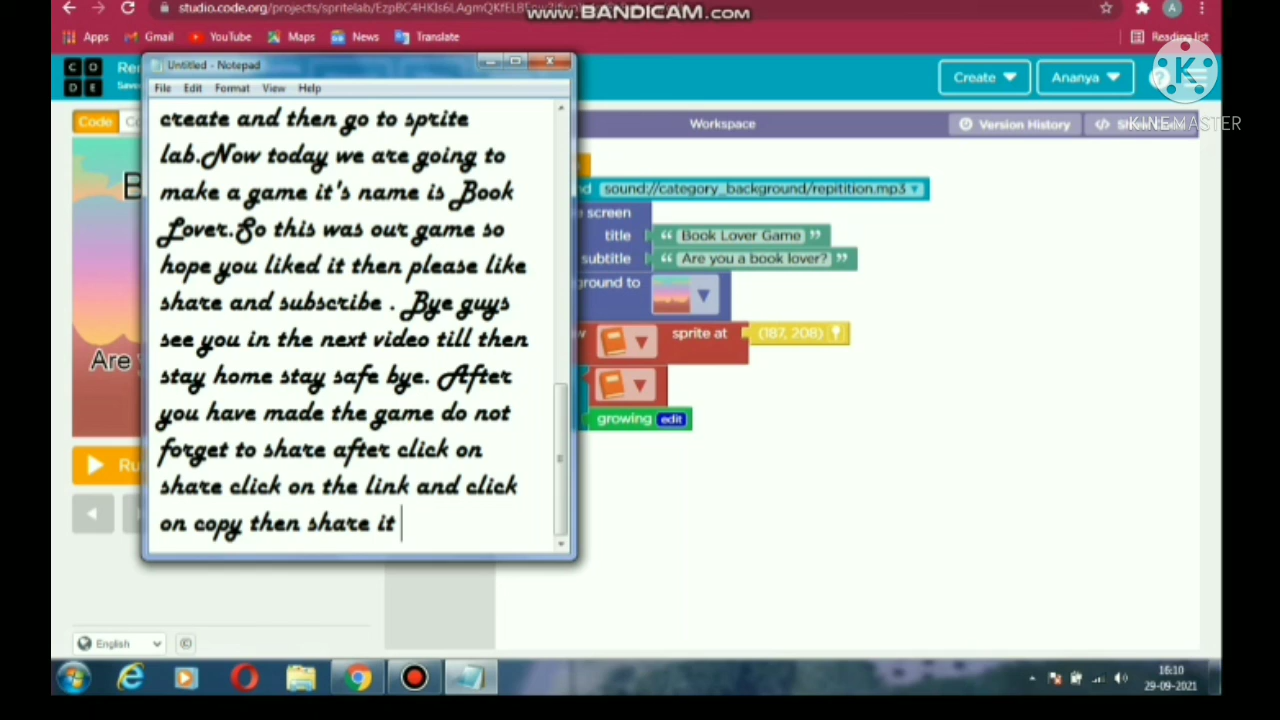 studio.code.org/projects/spritelab/
www.BANDICAM.com
Apps
Gmail
YouTube
Maps
News
Translate
Reading list
KINEMASTER
C O
D E
Create
Ananya
Untitled - Notepad
File Edit Format View Help
create and then go to sprite
lab.Now today we are going to
make a game it's name is Book
Lover.So this was our game so
hope you liked it then please like
share and subscribe . Bye guys
see you in the next video till then
stay home stay safe bye. After
you have made the game do not
forget to share after click on
share click on the link and click
on copy then share it
Code
Workspace
Version History
sound://category_background/repitition.mp3
screen
title “ Book Lover Game ”
subtitle “ Are you a book lover? ”
ground to
sprite at (187, 208)
growing edit
B
Are
Ru
English
16:10
29-09-2021